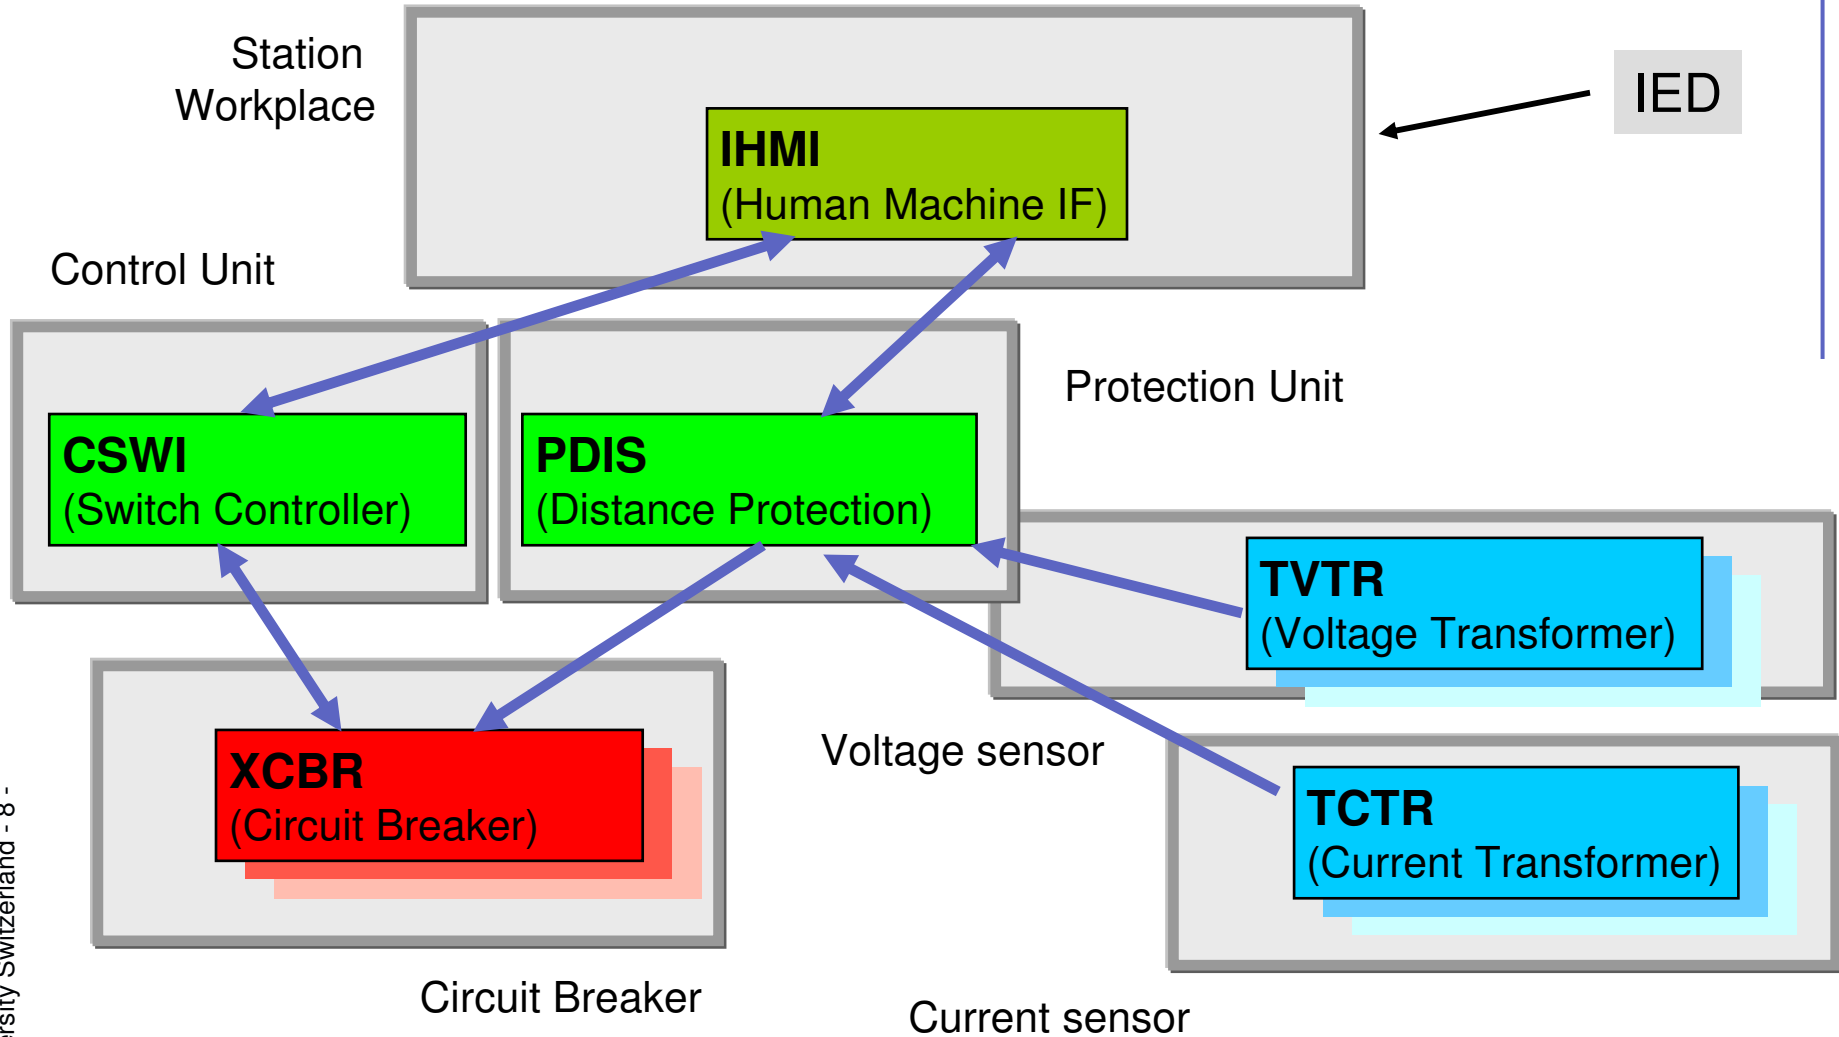 Station
Workplace
IED
IHMI
(Human Machine IF)
Control Unit
Protection Unit
CSWI
(Switch Controller)
PDIS
(Distance Protection)
TVTR
(Voltage Transformer)
Voltage sensor
XCBR
(Circuit Breaker)
TCTR
(Current Transformer)
Circuit Breaker
Current sensor
Switzerland - 8 -